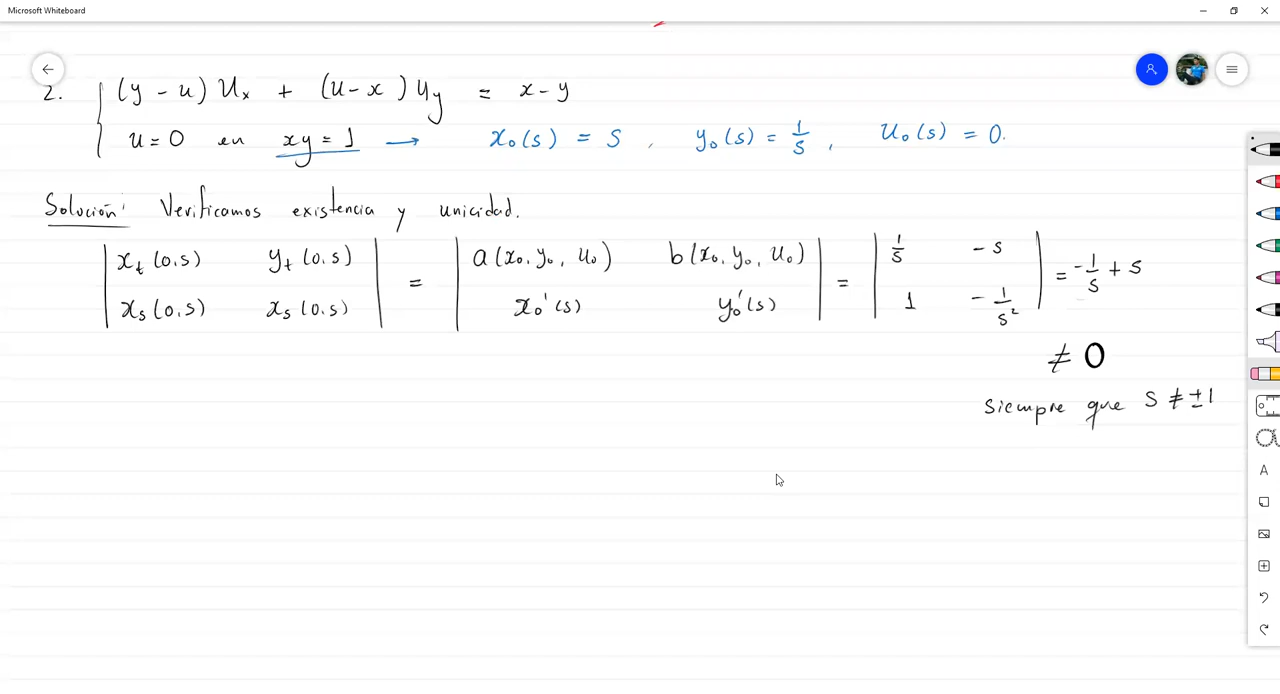 Microsoft Whiteboard
2. (y - u) Ux + (u - x) Uy = x - y
u = 0 en xy = 1 → x₀(s) = S , y₀(s) = 1/s , u₀(s) = 0.
Solución: Verificamos existencia y unicidad.
| xₜ(0,s) yₜ(0,s) | = | a(x₀, y₀, u₀) b(x₀, y₀, u₀) | = | 1/s - s | = - 1/s + s
| xₛ(0,s) xₛ(0,s) | | x₀'(s) y₀'(s) | | 1 - 1/s² |
≠ 0
siempre que S ≠ ±1
A